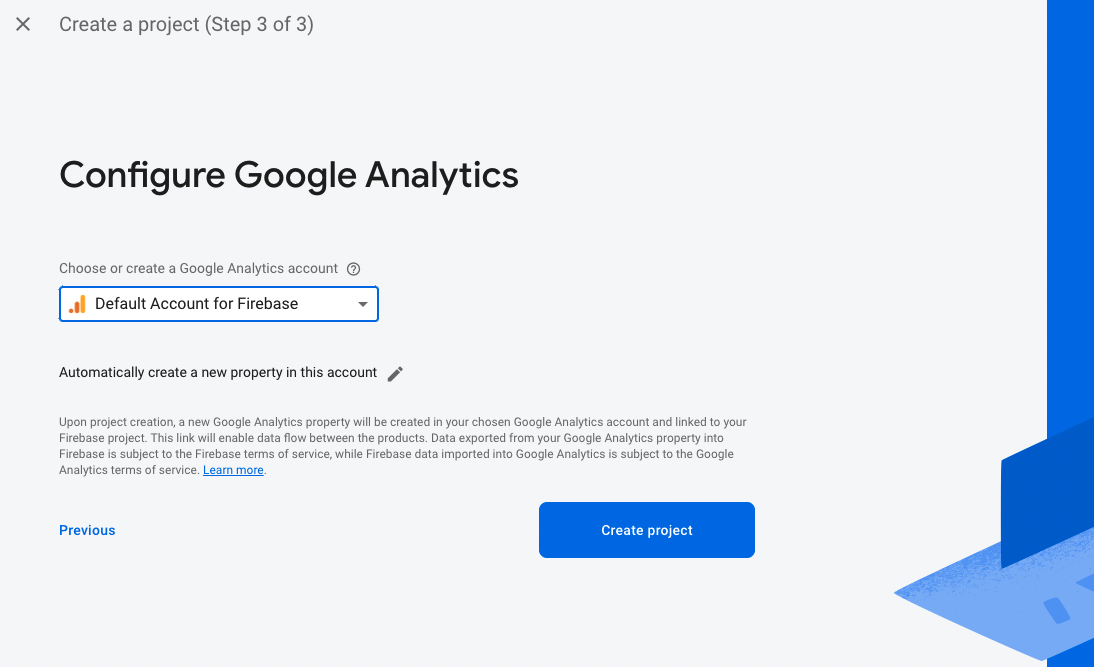 Create a project (Step 3 of 3)
Configure Google Analytics
Choose or create a Google Analytics account
Default Account for Firebase
Automatically create a new property in this account
Upon project creation, a new Google Analytics property will be created in your chosen Google Analytics account and linked to your
Firebase project. This link will enable data flow between the products. Data exported from your Google Analytics property into
Firebase is subject to the Firebase terms of service, while Firebase data imported into Google Analytics is subject to the Google
Analytics terms of service. Learn more.
Previous
Create project